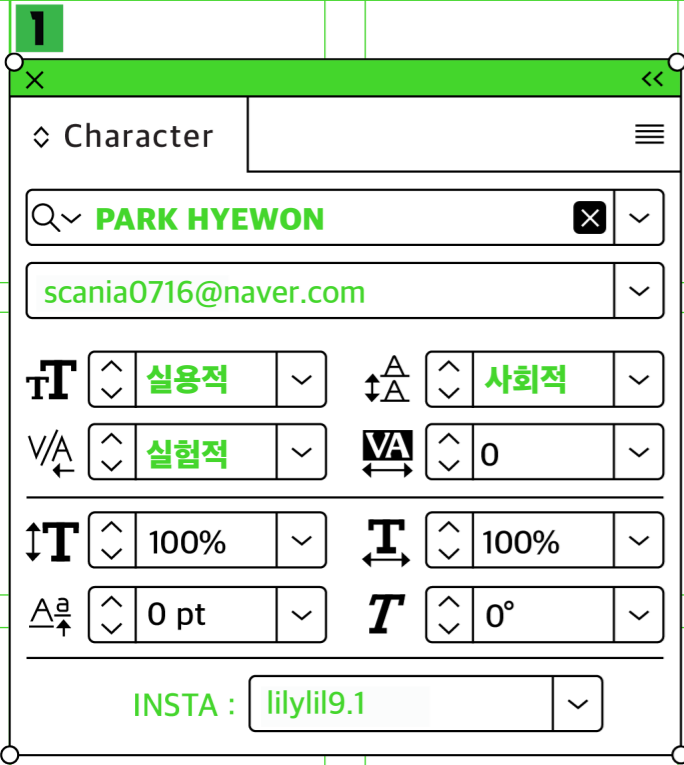 1
Character
PARK HYEWON
scania0716@naver.com
실용적 사회적
실험적 0
100% 100%
0 pt 0°
INSTA : lilylil9.1